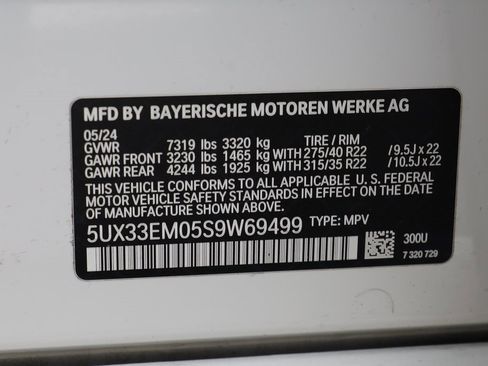 MFD BY BAYERISCHE MOTOREN WERKE AG
05/24
GVWR 7319 lbs 3320 kg TIRE / RIM
GAWR FRONT 3230 lbs 1465 kg WITH 275/40 R22 / 9.5J x 22
GAWR REAR 4244 lbs 1925 kg WITH 315/35 R22 / 10.5J x 22
THIS VEHICLE CONFORMS TO ALL APPLICABLE U. S. FEDERAL
MOTOR VEHICLE SAFETY STANDARDS IN EFFECT ON THE
DATE OF MANUFACTURE SHOWN ABOVE.
5UX33EM05S9W69499 TYPE: MPV
300U
7 320 729